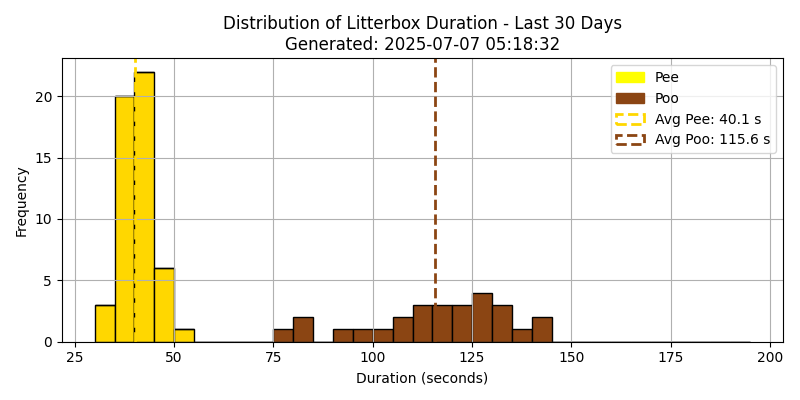 Distribution of Litterbox Duration - Last 30 Days
Generated: 2025-07-07 05:18:32
Pee
Poo
Avg Pee: 40.1 s
Avg Poo: 115.6 s
Frequency
20
15
10
5
0
25
50
75
100
125
150
175
200
Duration (seconds)